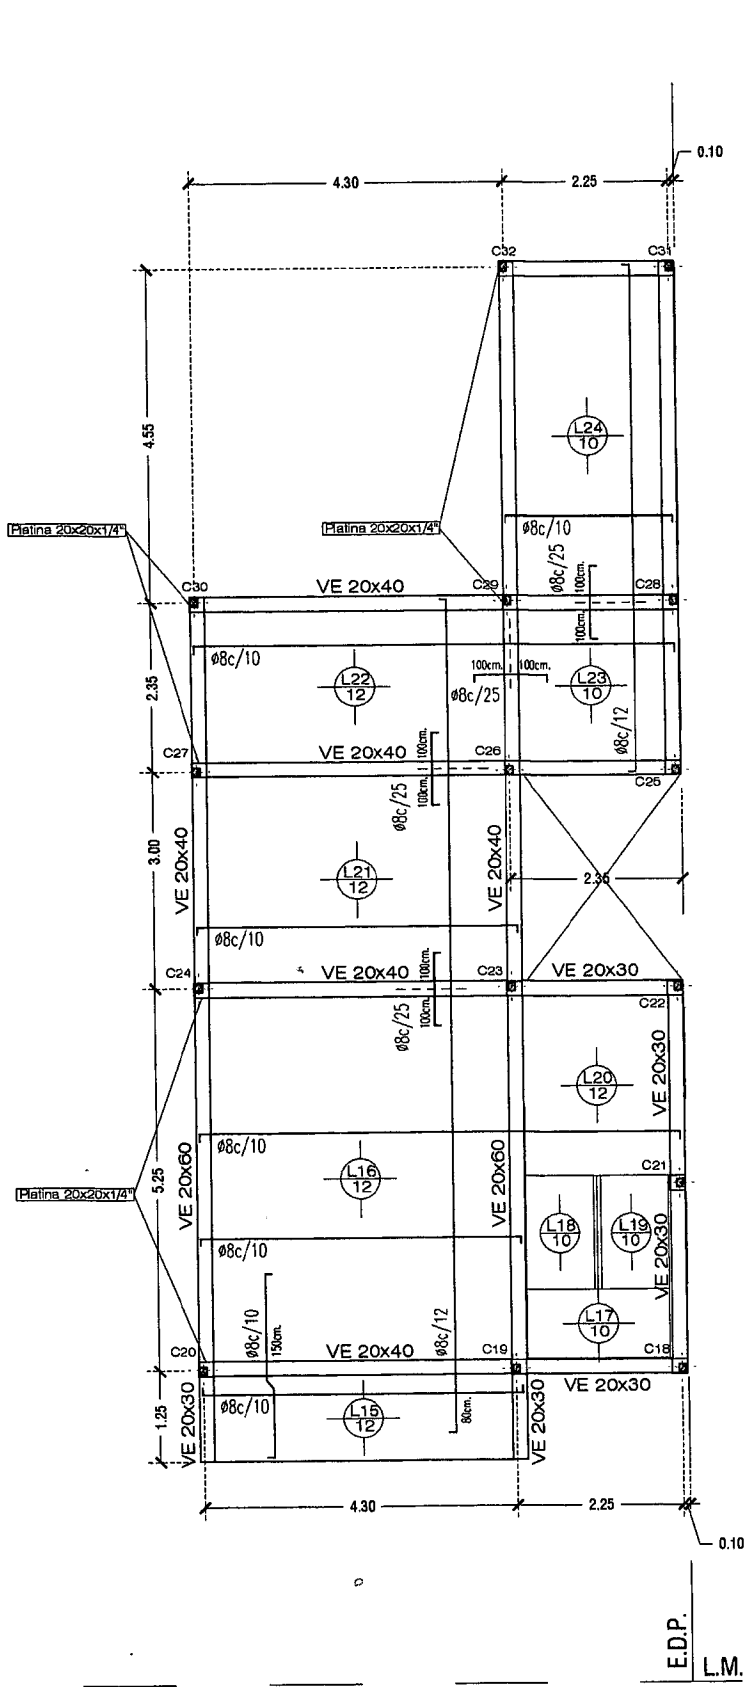 0.10
4.30
2.25
C32
C31
4.55
L24
10
Platina 20x20x1/4"
Platina 20x20x1/4"
ø8c/10
ø8c/25
100cm.
100cm.
C30
VE 20x40
C29
C28
ø8c/10
L22
12
100cm.
100cm.
ø8c/25
L23
10
2.35
ø8c/12
C27
VE 20x40
C26
C25
100cm.
100cm.
ø8c/25
3.00
VE 20x40
VE 20x40
L21
12
2.35
ø8c/10
C24
VE 20x40
C23
VE 20x30
C22
100cm.
100cm.
ø8c/25
VE 20x30
L20
12
ø8c/10
5.25
VE 20x60
VE 20x60
L16
12
C21
Platina 20x20x1/4"
L18
10
L19
10
VE 20x30
ø8c/10
ø8c/10
150cm.
ø8c/12
L17
10
C20
VE 20x40
C19
C18
VE 20x30
1.25
VE 20x30
ø8c/10
L15
12
80cm.
VE 20x30
4.30
2.25
0.10
E.D.P.
L.M.